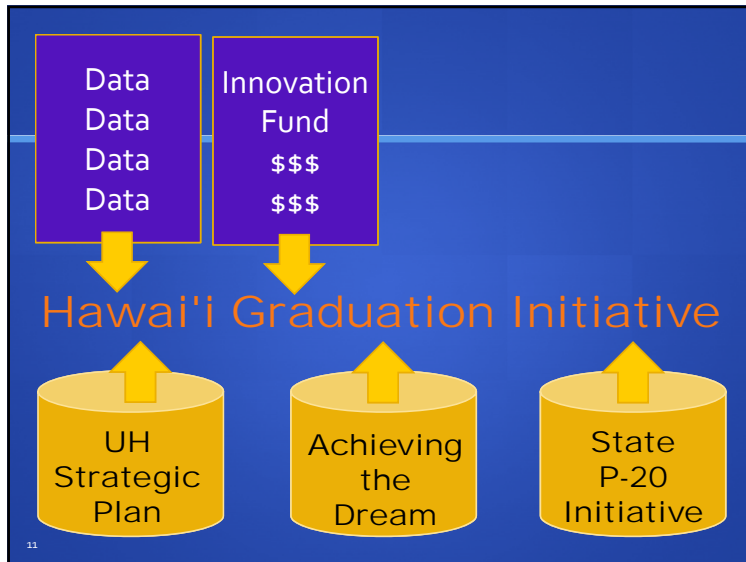 Data
Data
Data
Data
Innovation
Fund
$$$
$$$
Hawai'i Graduation Initiative
UH
Strategic
Plan
Achieving
the
Dream
State
P-20
Initiative
11